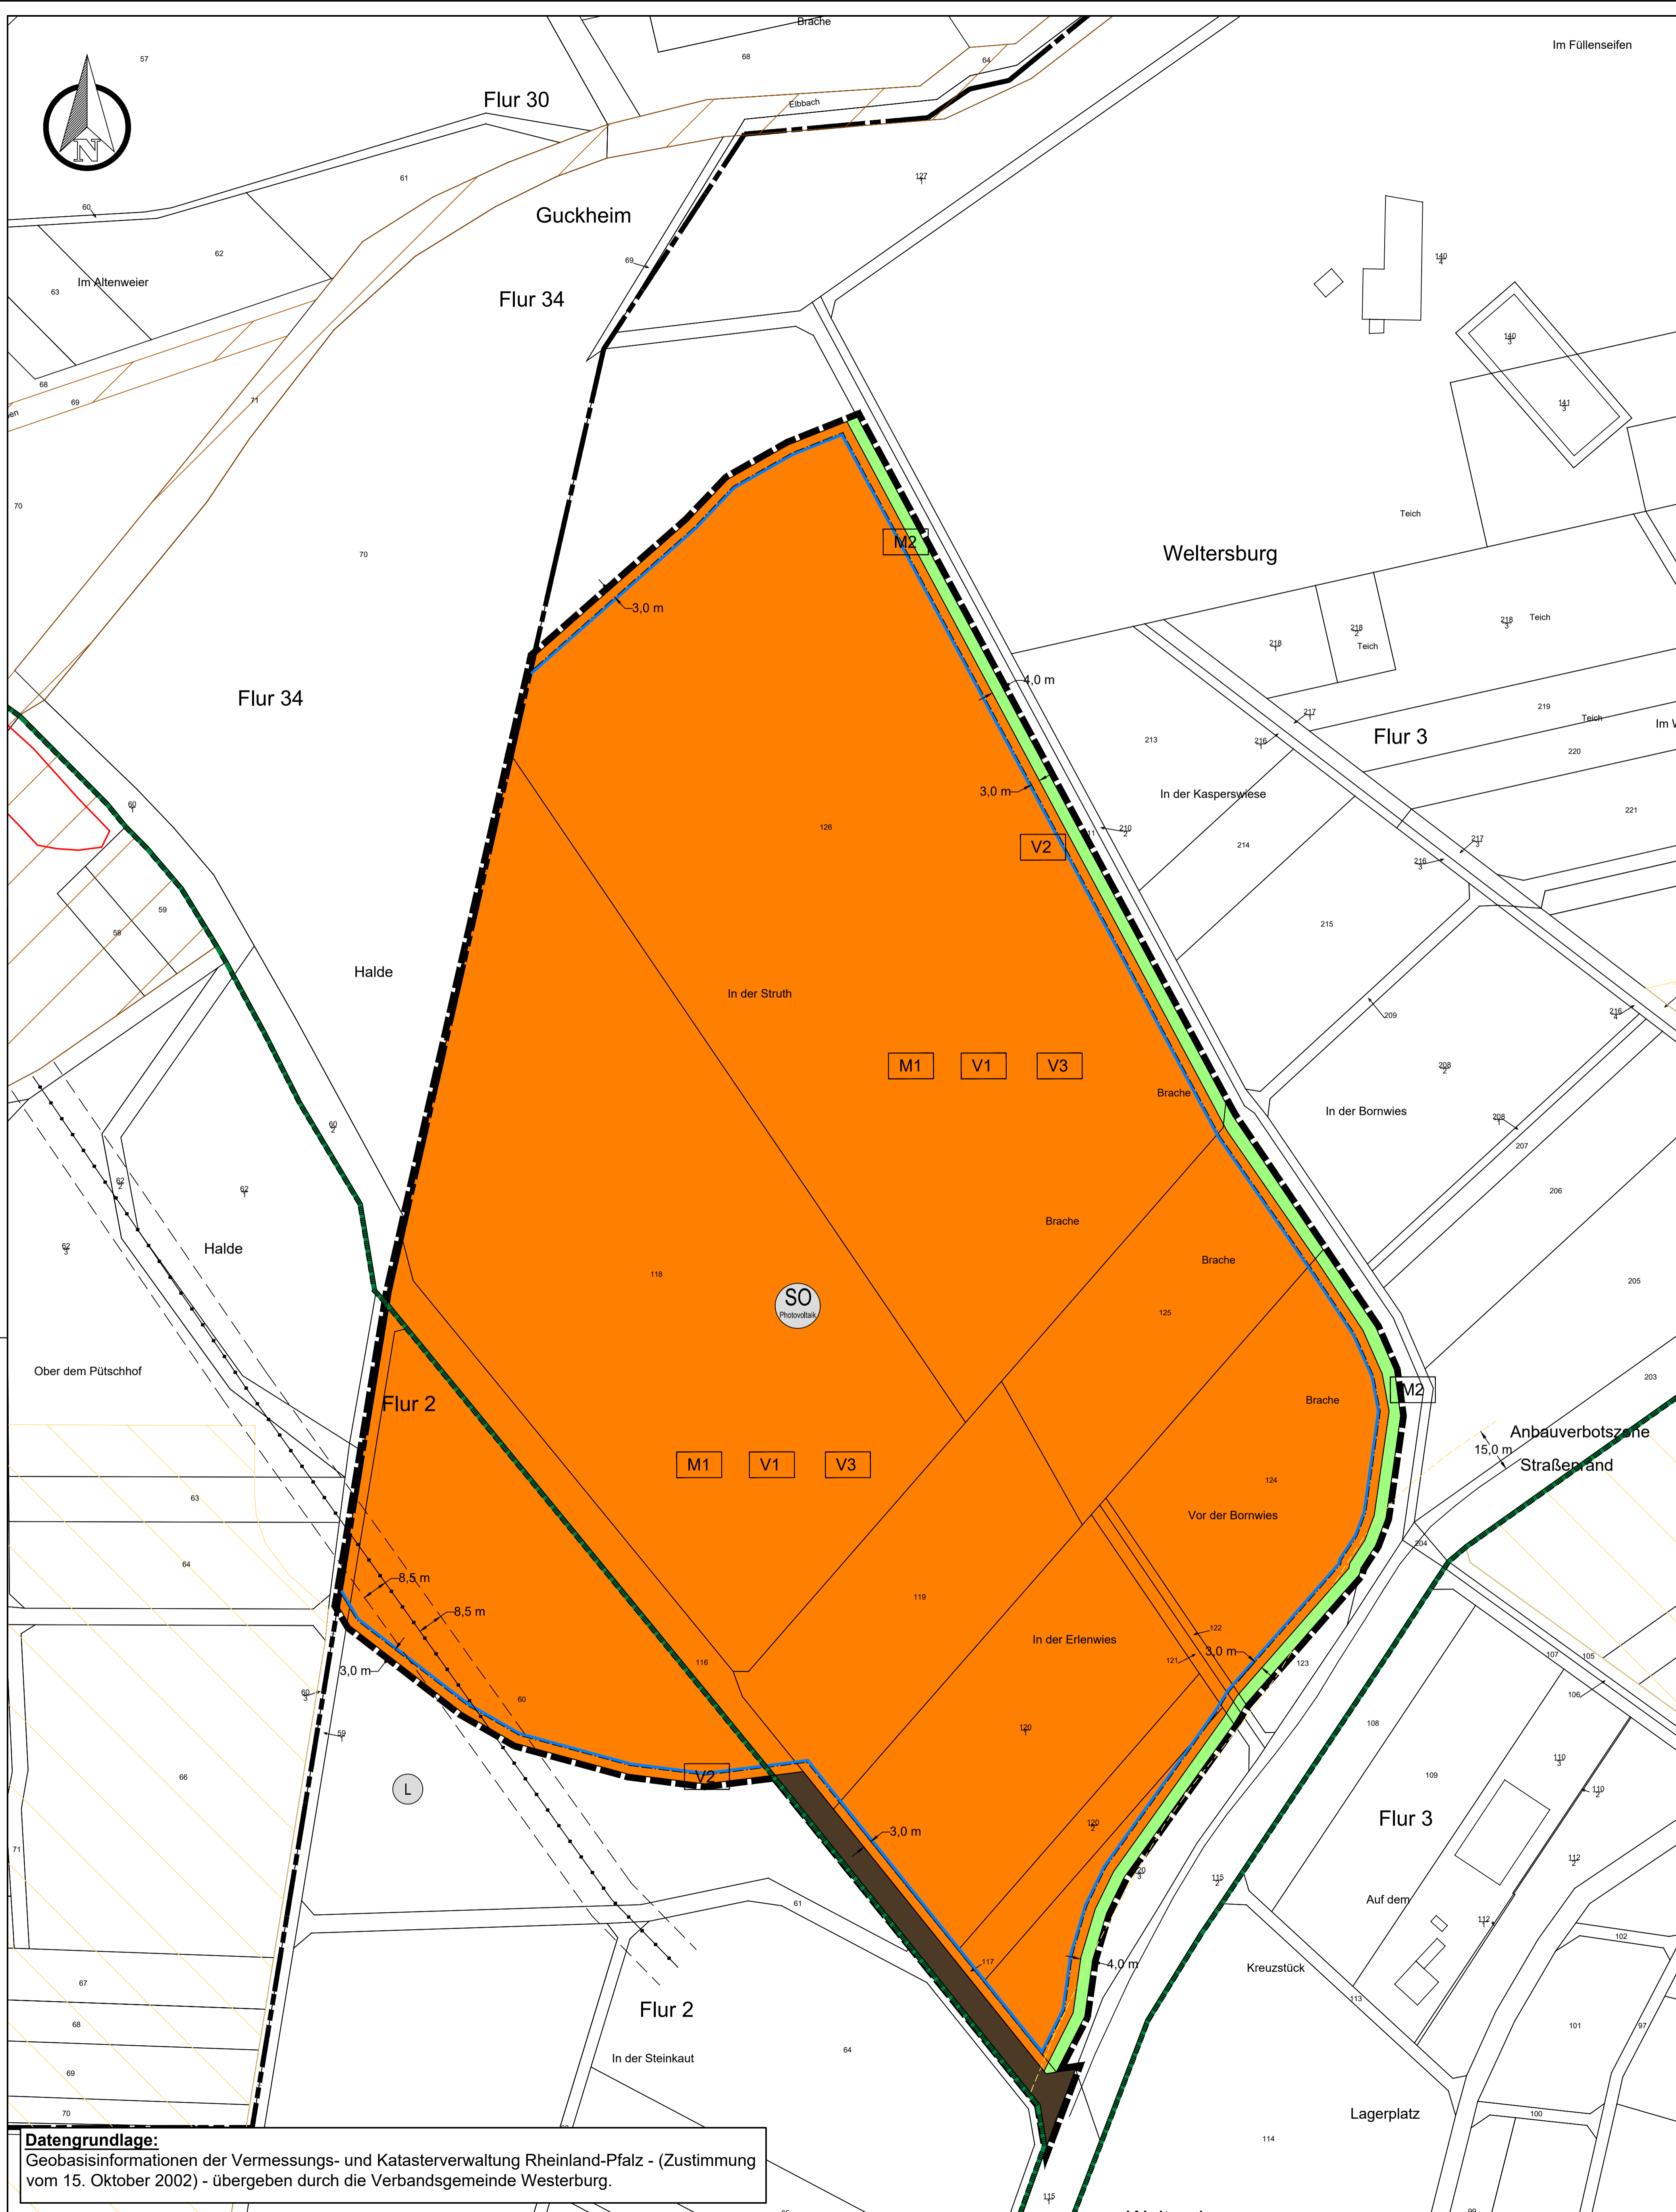 Brache
Im Füllenseifen
57
68
64
Flur 30
Elbbach
N
61
127
1
60
Guckheim
62
69
140
4
Im Altenweier
63
Flur 34
140
3
68
69
71
141
3
70
Teich
M2
70
Weltersburg
3,0 m
218
1
218
2
Teich
218
3
Teich
4,0 m
Flur 34
219
217
1
Teich
213
216
1
Flur 3
220
3,0 m
In der Kasperswiese
60
1
126
11
210
2
221
V2
214
217
3
216
3
59
215
58
Halde
In der Struth
209
216
4
M1
V1
V3
208
2
Brache
In der Bornwies
208
1
60
2
207
62
2
62
1
206
Brache
62
3
Halde
Brache
118
205
SO
Photovoltaik
125
Ober dem Pütschhof
203
M2
Flur 2
Brache
Anbauverbotszone
15,0 m
M1
V1
V3
Straßenrand
124
63
Vor der Bornwies
204
64
8,5 m
119
8,5 m
122
In der Erlenwies
3,0 m
107
105
121
116
123
3,0 m
60
3
60
106
59
1
120
1
108
110
3
66
V2
109
110
2
L
120
2
Flur 3
3,0 m
71
112
2
20
3
115
2
61
Auf dem
112
1
102
117
4,0 m
Kreuzstück
67
113
Flur 2
68
101
97
64
In der Steinkaut
69
70
Lagerplatz
100
114
Datengrundlage:
Geobasisinformationen der Vermessungs- und Katasterverwaltung Rheinland-Pfalz - (Zustimmung
vom 15. Oktober 2002) - übergeben durch die Verbandsgemeinde Westerburg.
115
1